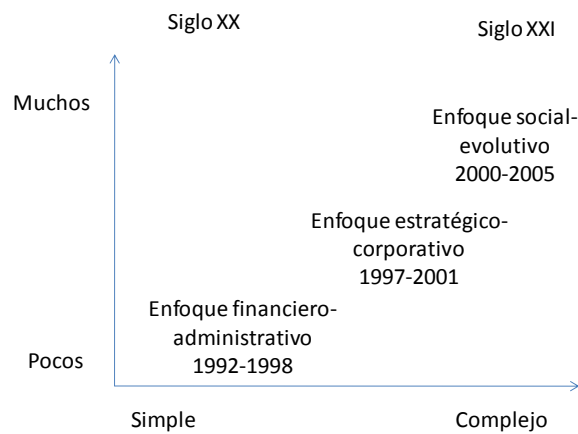 Siglo XX
Siglo XXI
Muchos
Enfoque social-
evolutivo
2000-2005
Enfoque estratégico-
corporativo
1997-2001
Enfoque financiero-
administrativo
1992-1998
Pocos
Simple
Complejo